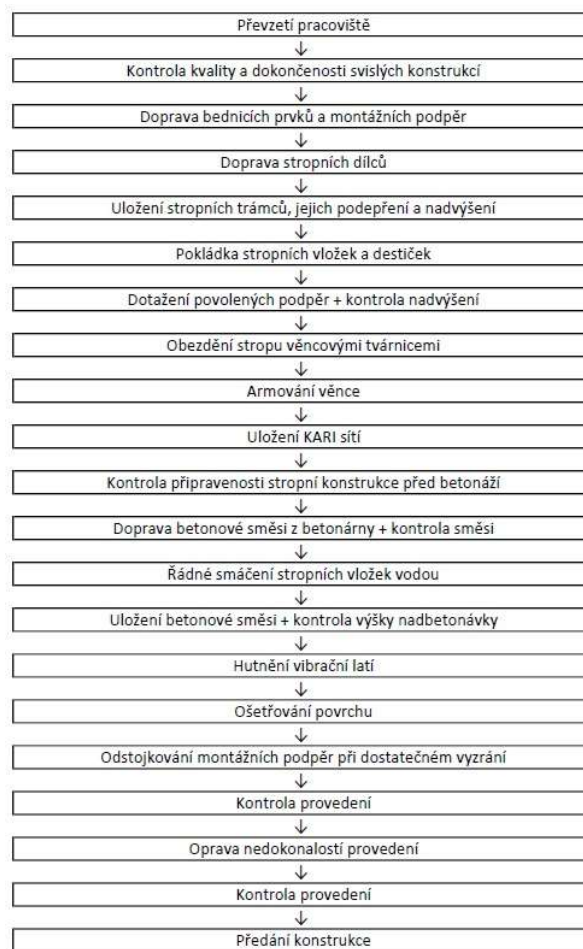 Převzetí pracoviště
↓
Kontrola kvality a dokončenosti svislých konstrukcí
↓
Doprava bednicích prvků a montážních podpěr
↓
Doprava stropních dílců
↓
Uložení stropních trámců, jejich podepření a nadvýšení
↓
Pokládka stropních vložek a destiček
↓
Dotažení povolených podpěr + kontrola nadvýšení
↓
Obezdění stropu věncovými tvárnicemi
↓
Armování věnce
↓
Uložení KARI sítí
↓
Kontrola připravenosti stropní konstrukce před betonáží
↓
Doprava betonové směsi z betonárny + kontrola směsi
↓
Řádné smáčení stropních vložek vodou
↓
Uložení betonové směsi + kontrola výšky nadbetonávky
↓
Hutnění vibrační latí
↓
Ošetřování povrchu
↓
Odstojkování montážních podpěr při dostatečném vyzrání
↓
Kontrola provedení
↓
Oprava nedokonalostí provedení
↓
Kontrola provedení
↓
Předání konstrukce